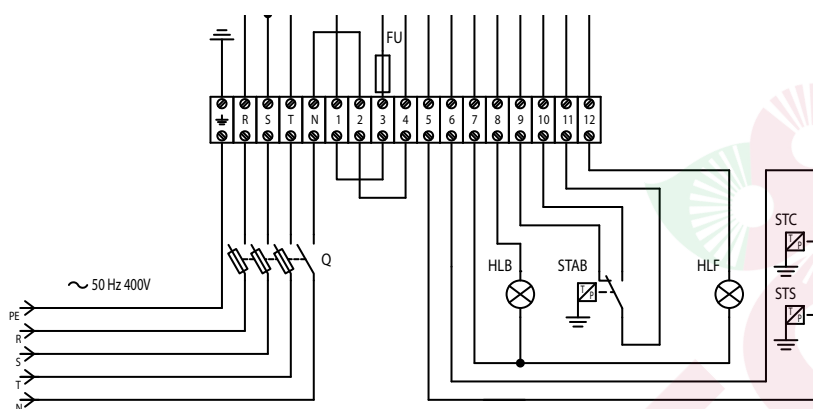 FU
R S T N 1 2 3 4 5 6 7 8 9 10 11 12
STC
T P
Q
HLB
STAB
HLF
~ 50 Hz 400V
T P
STS
T P
PE
R
S
T
N